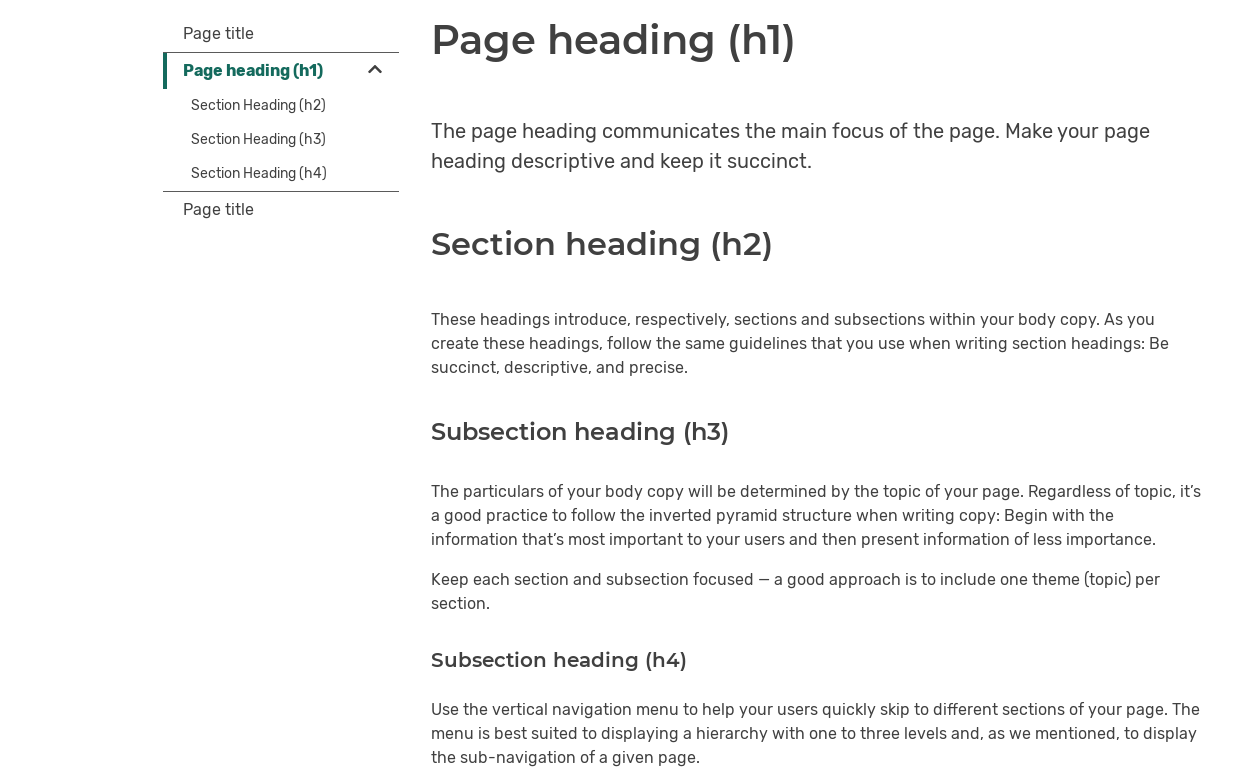 Page title
Page heading (h1)
Section Heading (h2)
Section Heading (h3)
Section Heading (h4)
Page title
Page heading (h1)
The page heading communicates the main focus of the page. Make your page
heading descriptive and keep it succinct.
Section heading (h2)
These headings introduce, respectively, sections and subsections within your body copy. As you
create these headings, follow the same guidelines that you use when writing section headings: Be
succinct, descriptive, and precise.
Subsection heading (h3)
The particulars of your body copy will be determined by the topic of your page. Regardless of topic, it’s
a good practice to follow the inverted pyramid structure when writing copy: Begin with the
information that’s most important to your users and then present information of less importance.
Keep each section and subsection focused — a good approach is to include one theme (topic) per
section.
Subsection heading (h4)
Use the vertical navigation menu to help your users quickly skip to different sections of your page. The
menu is best suited to displaying a hierarchy with one to three levels and, as we mentioned, to display
the sub-navigation of a given page.